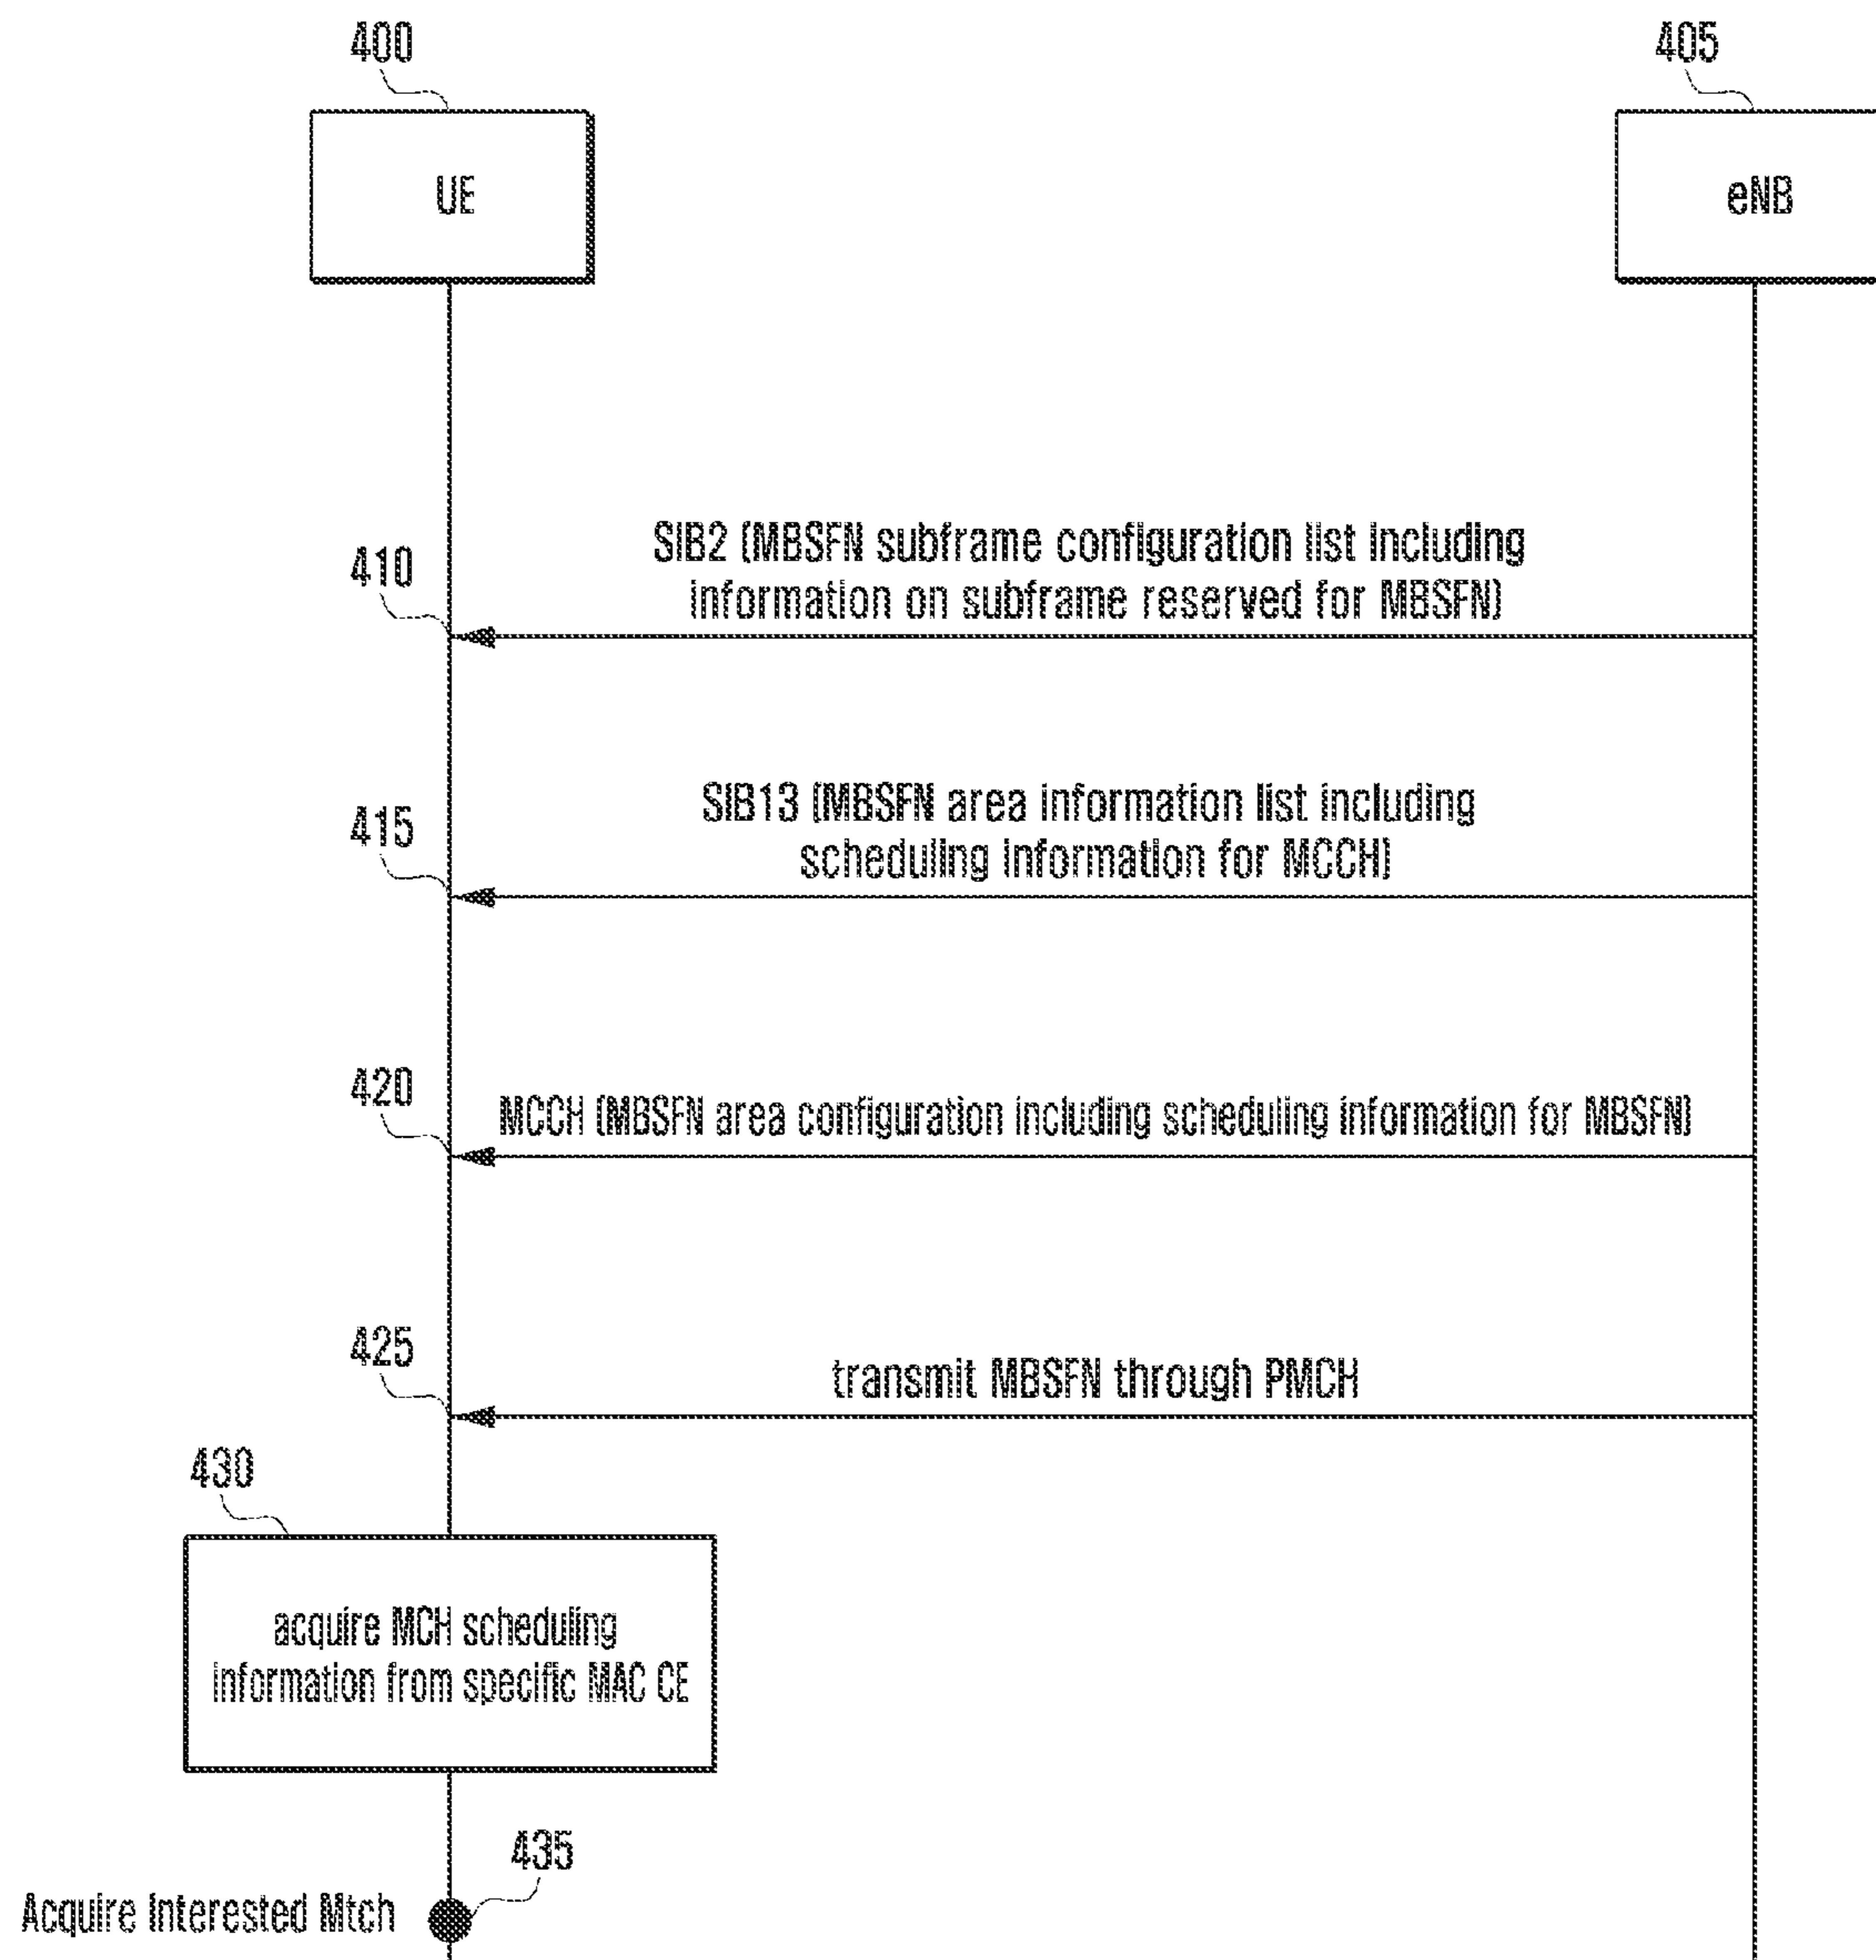 400
405
UE
eNB
SIB2 (MBSFN subframe configuration list including
information on subframe reserved for MBSFN)
410
SIB13 (MBSFN area information list including
scheduling information for MCCH)
415
420
MCCH (MBSFN area configuration including scheduling information for MBSFN)
425
transmit MBSFN through PMCH
430
acquire MCH scheduling
information from specific MAC CE
435
Acquire Interested Mtch